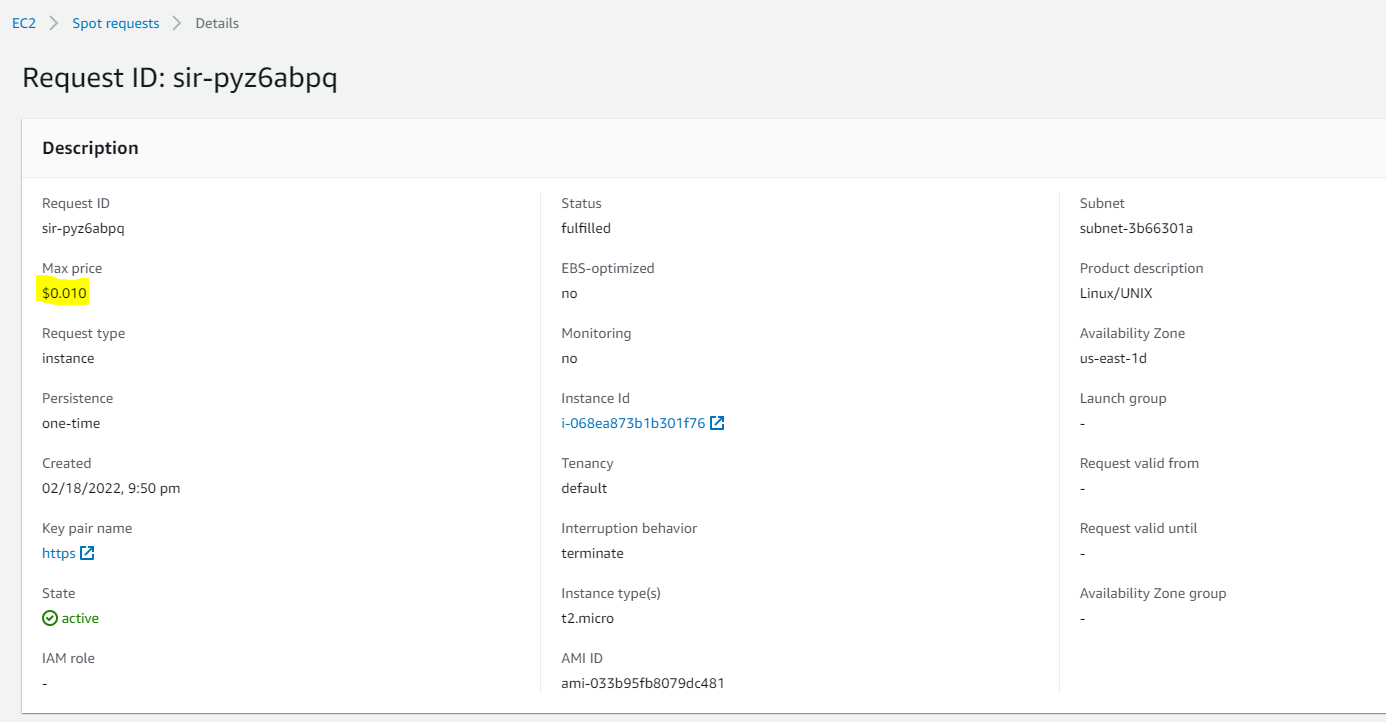 EC2 > Spot requests > Details
Request ID: sir-pyz6abpq
Description
Request ID
sir-pyz6abpq
Max price
$0.010
Request type
instance
Persistence
one-time
Created
02/18/2022, 9:50 pm
Key pair name
https
State
active
IAM role
-
Status
fulfilled
EBS-optimized
no
Monitoring
no
Instance Id
i-068ea873b1b301f76
Tenancy
default
Interruption behavior
terminate
Instance type(s)
t2.micro
AMI ID
ami-033b95fb8079dc481
Subnet
subnet-3b66301a
Product description
Linux/UNIX
Availability Zone
us-east-1d
Launch group
-
Request valid from
-
Request valid until
-
Availability Zone group
-